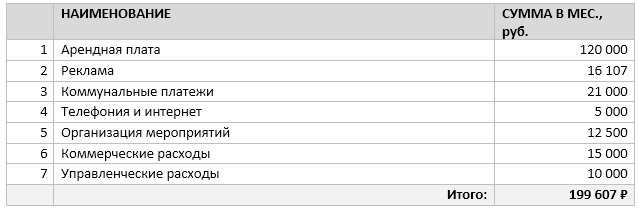 НАИМЕНОВАНИЕ СУММА В МЕС., руб.
1 Арендная плата 120 000
2 Реклама 16 107
3 Коммунальные платежи 21 000
4 Телефония и интернет 5 000
5 Организация мероприятий 12 500
6 Коммерческие расходы 15 000
7 Управленческие расходы 10 000
Итого: 199 607 ₽